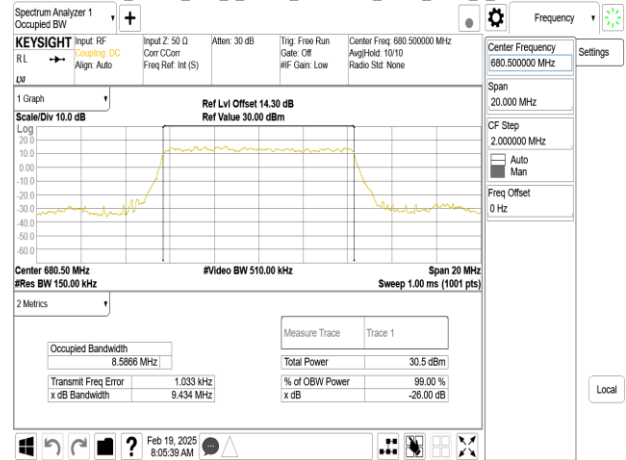 Spectrum Analyzer 1
Occupied BW
Frequency
KEYSIGHT
RL
LXI
Input: RF
Coupling: DC
Align: Auto
Input Z: 50 Ω
Corr CCorr
Freq Ref: Int (S)
Atten: 30 dB
Trig: Free Run
Gate: Off
#IF Gain: Low
Center Freq: 680.500000 MHz
Avg|Hold: 10/10
Radio Std: None
Center Frequency
680.500000 MHz
Settings
Span
20.000 MHz
CF Step
2.000000 MHz
Auto
Man
Freq Offset
0 Hz
Local
1 Graph
Scale/Div 10.0 dB
Ref Lvl Offset 14.30 dB
Ref Value 30.00 dBm
Log
20.0
10.0
0.00
-10.0
-20.0
-30.0
-40.0
-50.0
-60.0
Center 680.50 MHz
#Res BW 150.00 kHz
#Video BW 510.00 kHz
Span 20 MHz
Sweep 1.00 ms (1001 pts)
2 Metrics
Measure Trace Trace 1
Occupied Bandwidth
8.5866 MHz
Total Power 30.5 dBm
Transmit Freq Error 1.033 kHz
% of OBW Power 99.00 %
x dB Bandwidth 9.434 MHz
x dB -26.00 dB
?
Feb 19, 2025
8:05:39 AM